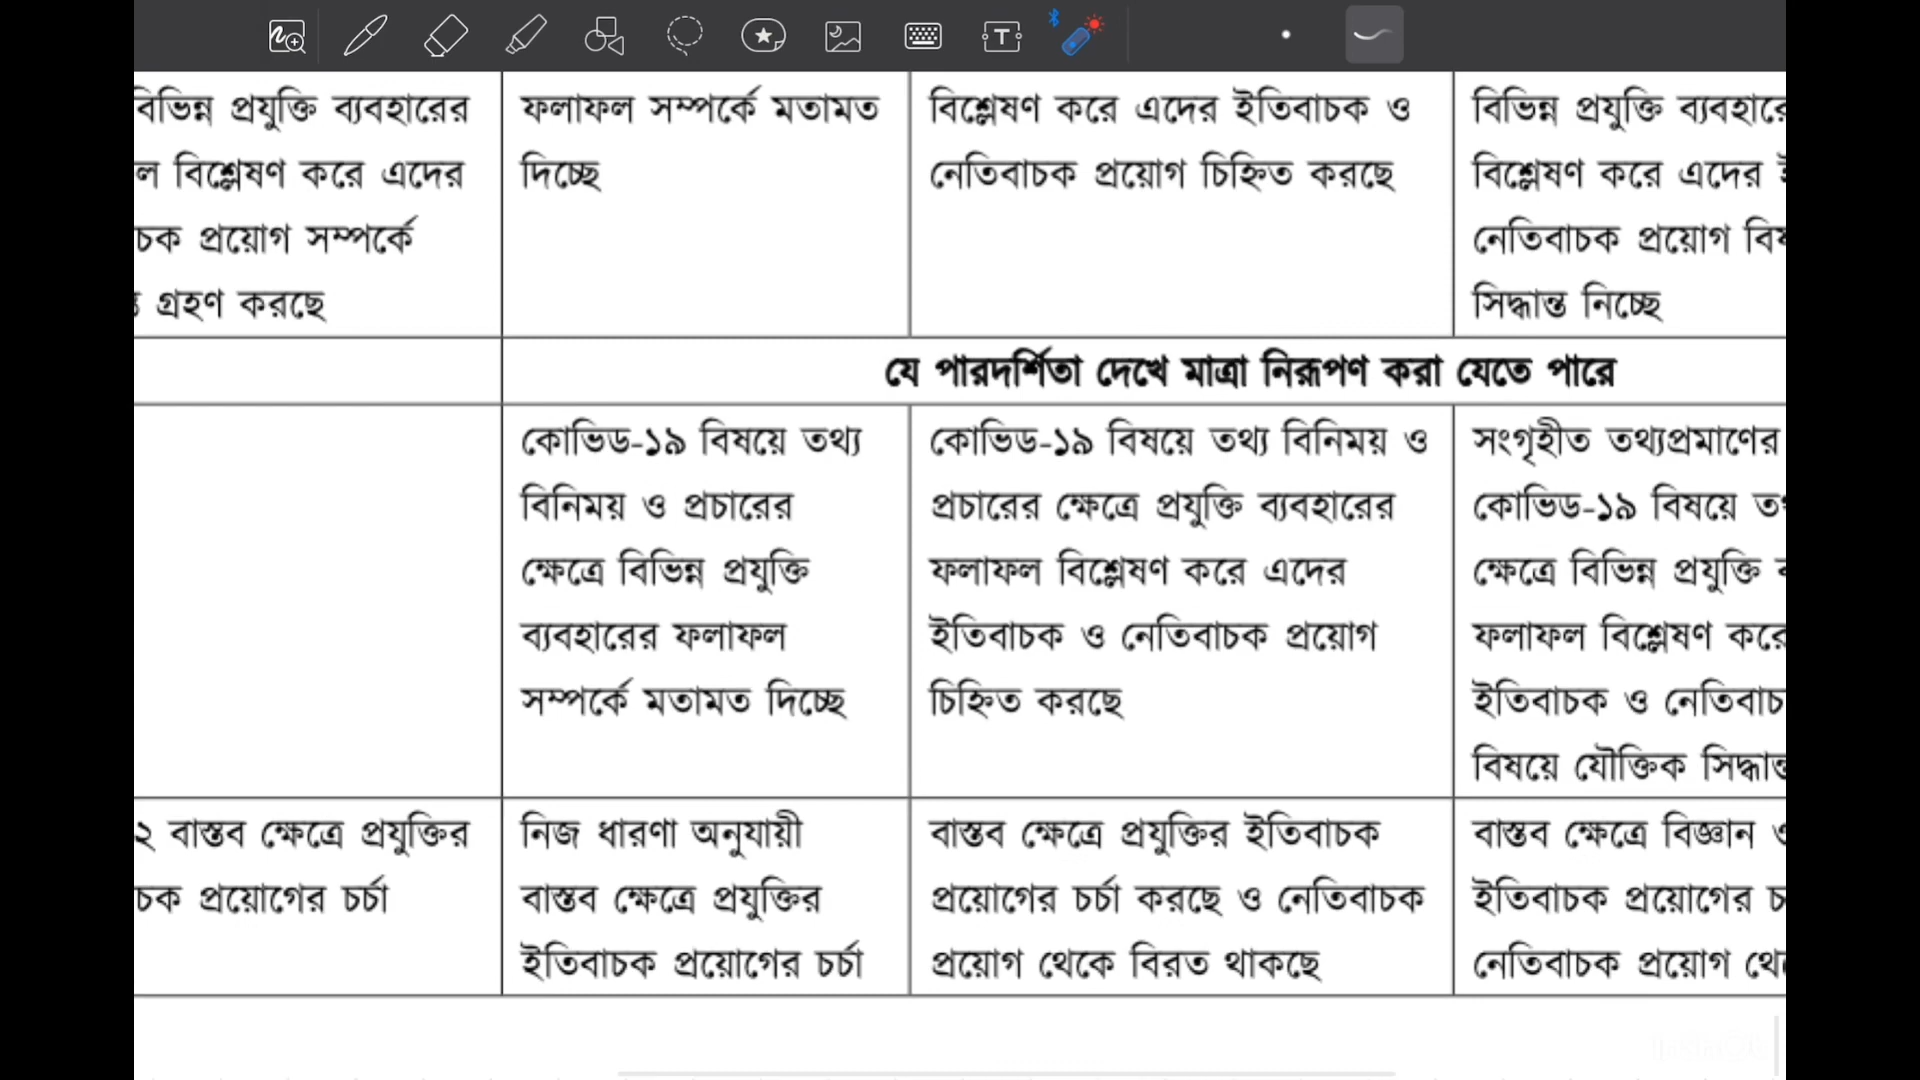 বিভিন্ন প্রযুক্তি ব্যবহারের
ল বিশ্লেষণ করে এদের
চক প্রয়োগ সম্পর্কে
গ্রহণ করছে
ফলাফল সম্পর্কে মতামত
দিচ্ছে
বিশ্লেষণ করে এদের ইতিবাচক ও
নেতিবাচক প্রয়োগ চিহ্নিত করছে
বিভিন্ন প্রযুক্তি ব্যবহারে
বিশ্লেষণ করে এদের
নেতিবাচক প্রয়োগ
সিদ্ধান্ত নিচ্ছে
যে পারদর্শিতা দেখে মাত্রা নিরূপণ করা যেতে পারে
কোভিড-১৯ বিষয়ে তথ্য
বিনিময় ও প্রচারের
ক্ষেত্রে বিভিন্ন প্রযুক্তি
ব্যবহারের ফলাফল
সম্পর্কে মতামত দিচ্ছে
কোভিড-১৯ বিষয়ে তথ্য বিনিময় ও
প্রচারের ক্ষেত্রে প্রযুক্তি ব্যবহারের
ফলাফল বিশ্লেষণ করে এদের
ইতিবাচক ও নেতিবাচক প্রয়োগ
চিহ্নিত করছে
সংগৃহীত তথ্যপ্রমাণের
কোভিড-১৯ বিষয়ে
ক্ষেত্রে বিভিন্ন প্রযুক্তি
ফলাফল বিশ্লেষণ করে
ইতিবাচক ও নেতিবাচ
বিষয়ে যৌক্তিক
২ বাস্তব ক্ষেত্রে প্রযুক্তির
চক প্রয়োগের চর্চা
নিজ ধারণা অনুযায়ী
বাস্তব ক্ষেত্রে প্রযুক্তির
ইতিবাচক প্রয়োগের চর্চা
বাস্তব ক্ষেত্রে প্রযুক্তির ইতিবাচক
প্রয়োগের চর্চা করছে ও নেতিবাচক
প্রয়োগ থেকে বিরত থাকছে
বাস্তব ক্ষেত্রে বিজ্ঞান
ইতিবাচক প্রয়োগের
নেতিবাচক প্রয়োগ